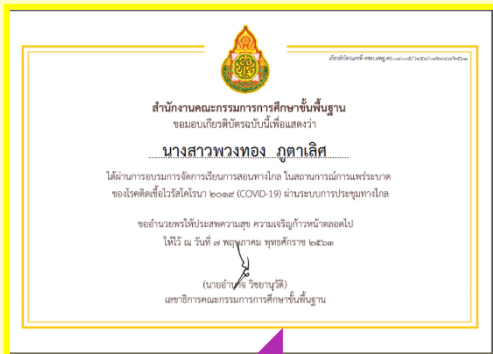 สำนักงานคณะกรรมการการศึกษาขั้นพื้นฐาน
ขอมอบเกียรติบัตรฉบับนี้เพื่อแสดงว่า
นางสาวพวงทอง ภูตาเลิศ
ได้ผ่านการอบรมการจัดการเรียนการสอนทางไกล ในสถานการณ์การแพร่ระบาด
ของโรคติดเชื้อไวรัสโคโรนา ๒๐๑๙ (COVID-19) ผ่านระบบการประชุมทางไกล
ขออำนวยพรให้ประสพความสุข ความเจริญก้าวหน้าตลอดไป
ให้ไว้ ณ วันที่ ๗ พฤษภาคม พุทธศักราช ๒๕๖๓
(นายอำนาจ วิชยานุวัติ)
เลขาธิการคณะกรรมการการศึกษาขั้นพื้นฐาน